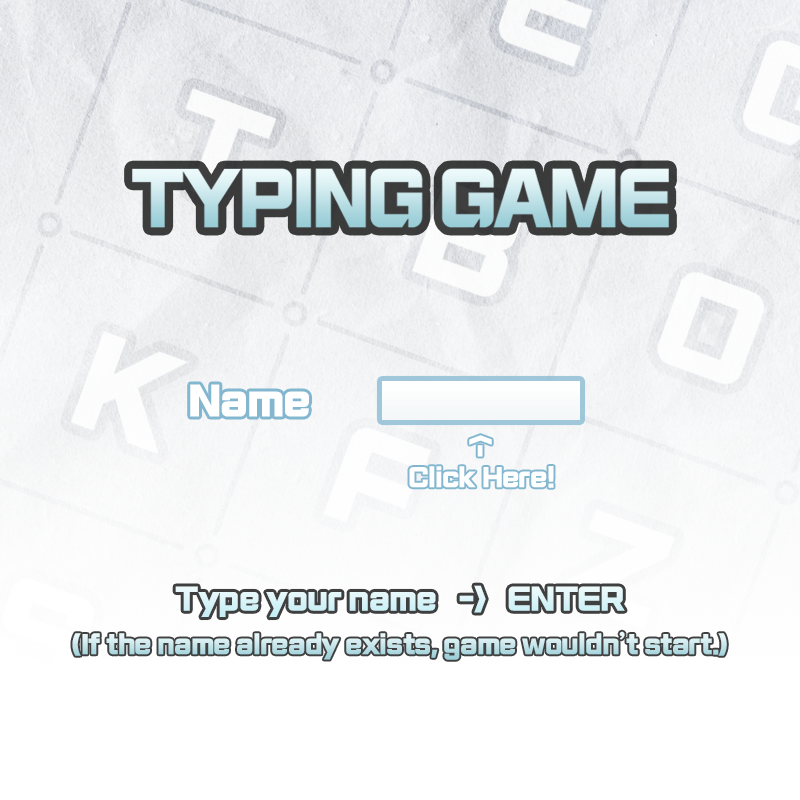 TYPING GAME
Name
Click Here!
Type your name -> ENTER
(If the name already exists, game wouldn't start.)
E
T
B
O
K
F
Z